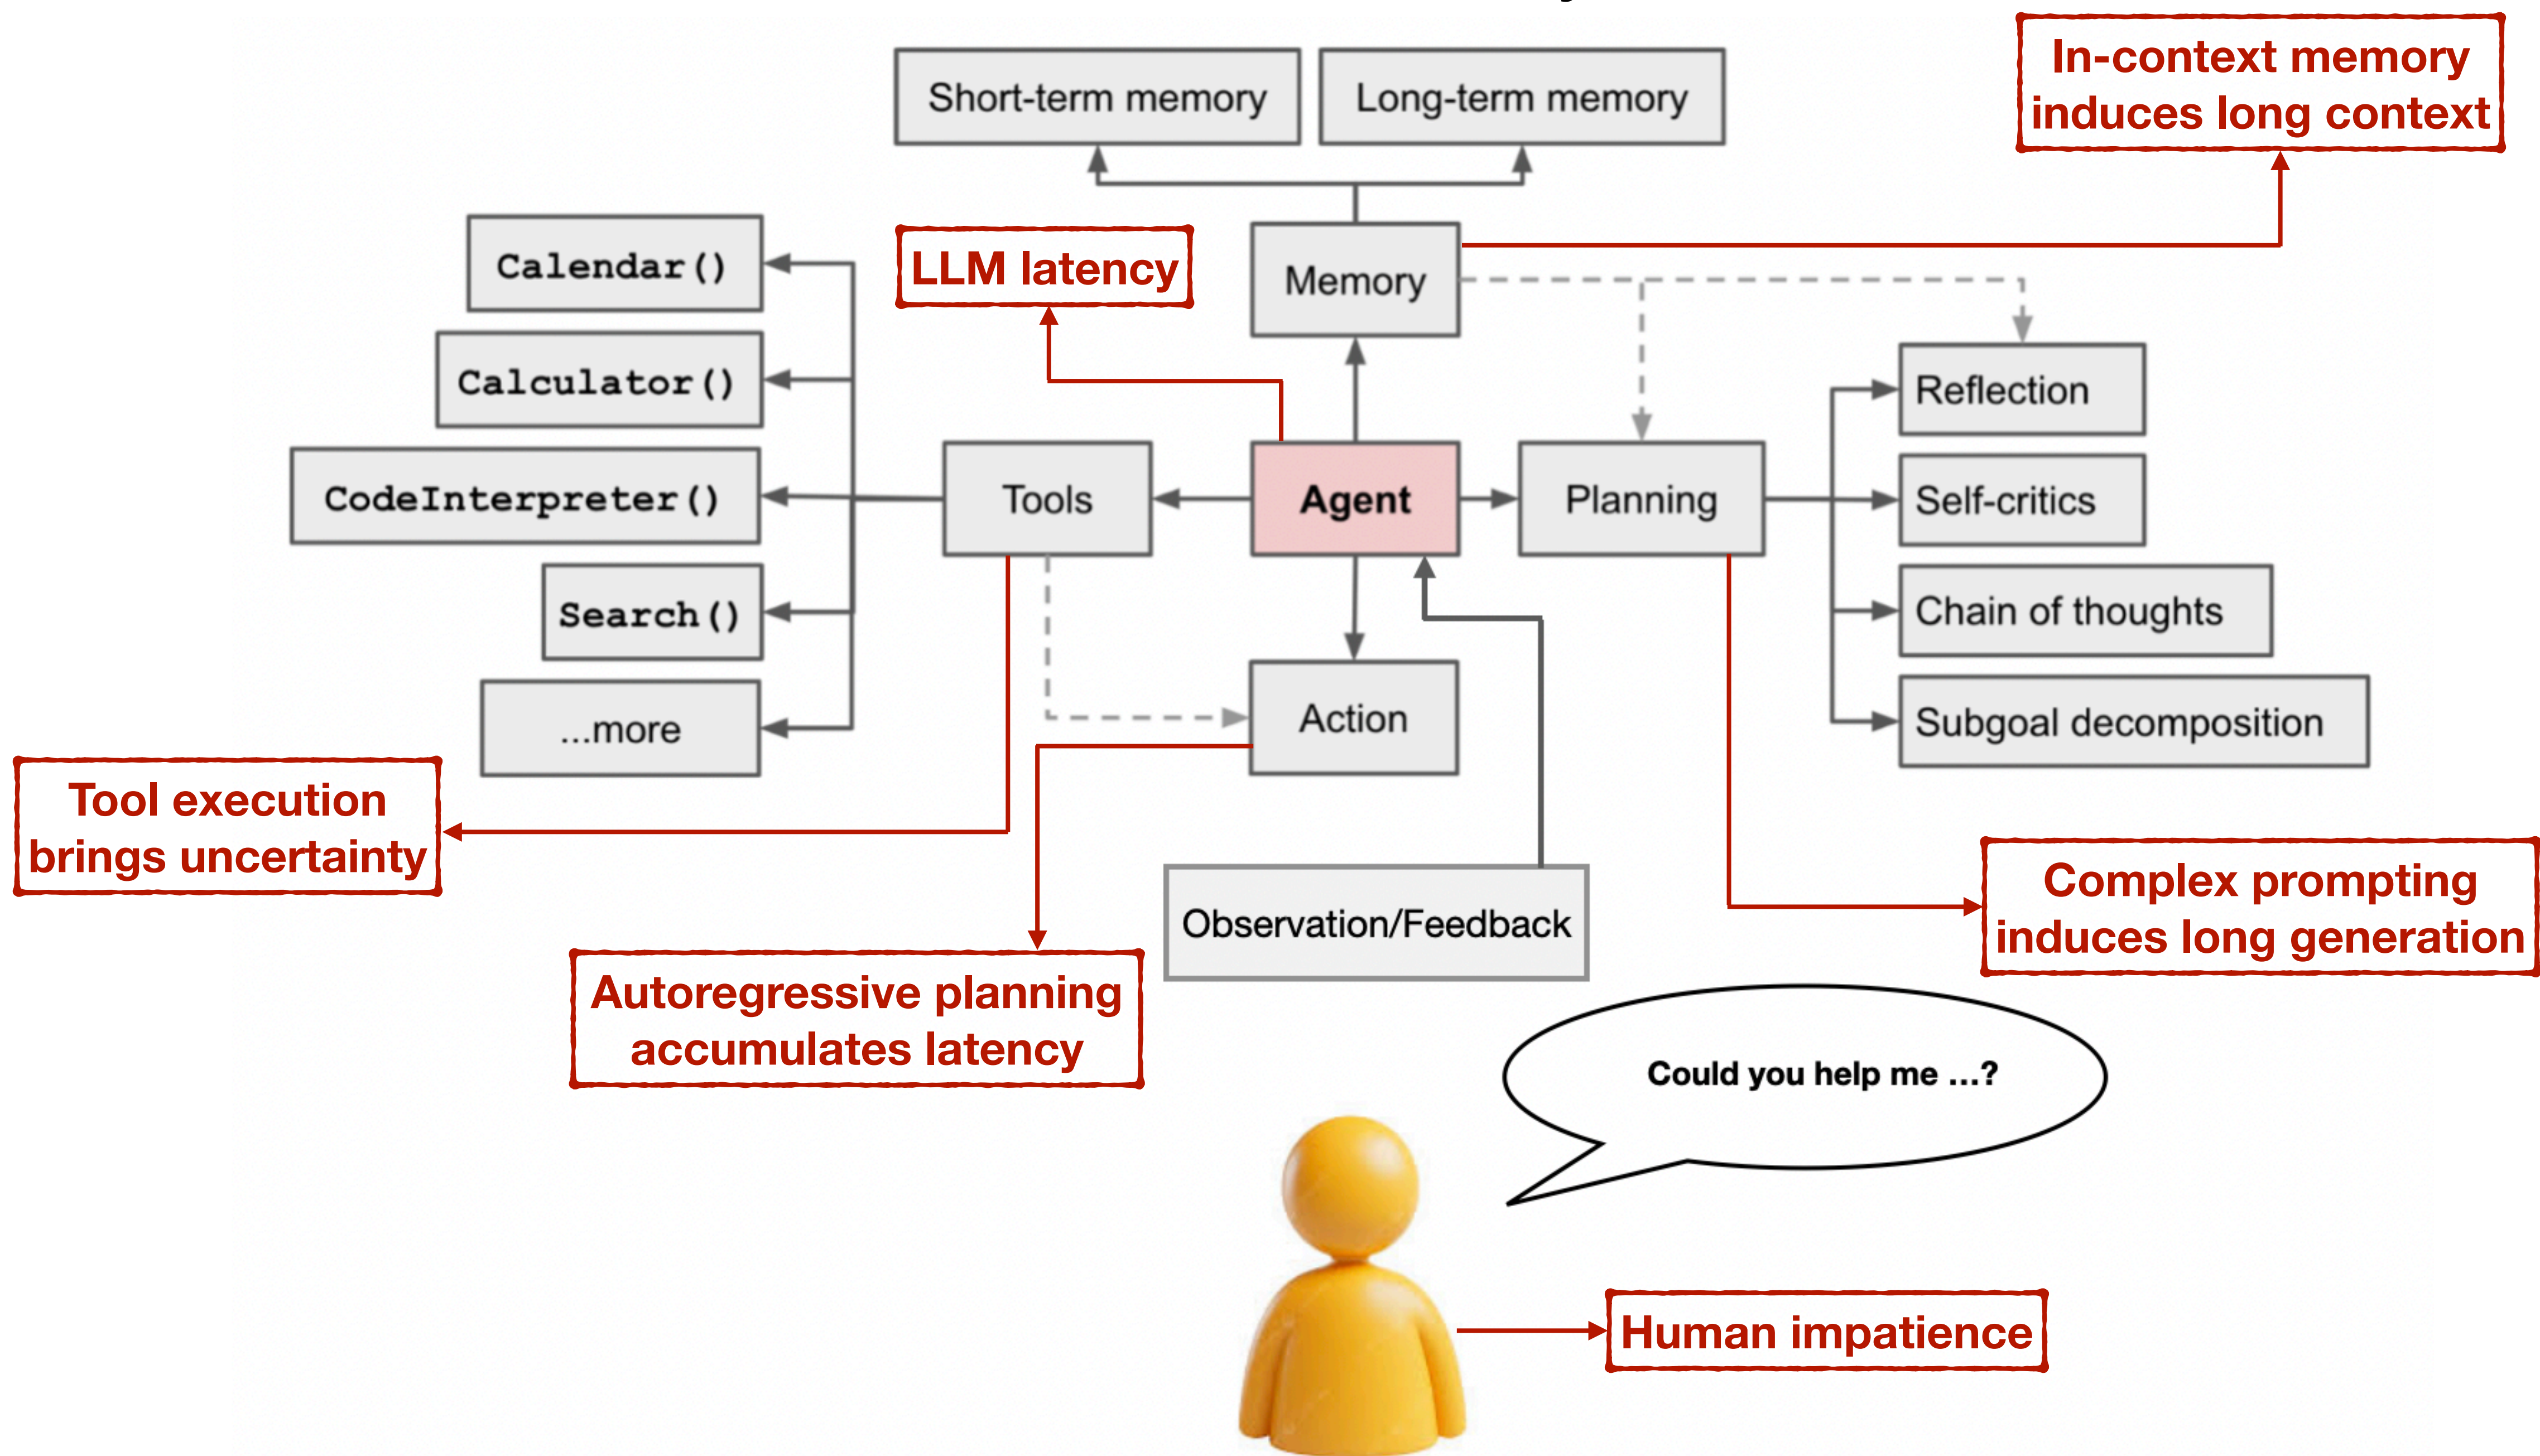 In-context memory
induces long context
Short-term memory
Long-term memory
Calendar()
LLM latency
Memory
Calculator()
Reflection
CodeInterpreter()
Tools
Agent
Planning
Self-critics
Search()
Chain of thoughts
...more
Action
Subgoal decomposition
Tool execution
brings uncertainty
Observation/Feedback
Complex prompting
induces long generation
Autoregressive planning
accumulates latency
Could you help me ...?
Human impatience